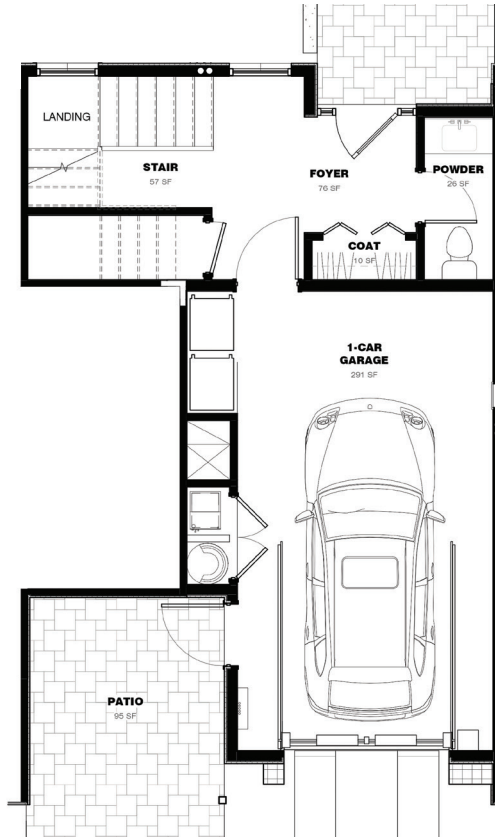 LANDING
STAIR
57 SF
FOYER
76 SF
POWDER
26 SF
COAT
10 SF
1-CAR
GARAGE
291 SF
PATIO
95 SF